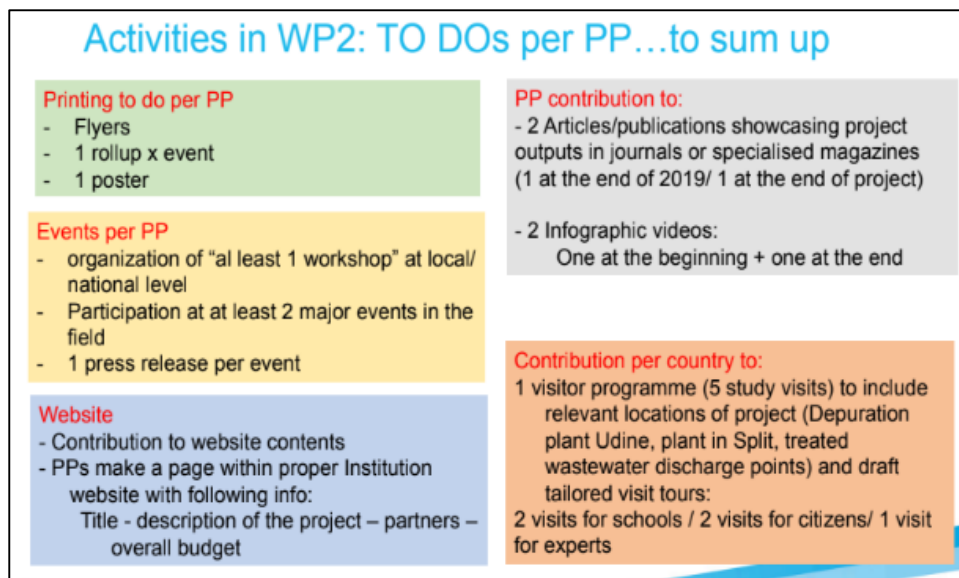 Activities in WP2: TO DOs per PP...to sum up
Printing to do per PP
- Flyers
- 1 rollup x event
- 1 poster
Events per PP
- organization of “al least 1 workshop” at local/
national level
- Participation at at least 2 major events in the
field
- 1 press release per event
Website
- Contribution to website contents
- PPs make a page within proper Institution
website with following info:
Title - description of the project – partners –
overall budget
PP contribution to:
- 2 Articles/publications showcasing project
outputs in journals or specialised magazines
(1 at the end of 2019/ 1 at the end of project)
- 2 Infographic videos:
One at the beginning + one at the end
Contribution per country to:
1 visitor programme (5 study visits) to include
relevant locations of project (Depuration
plant Udine, plant in Split, treated
wastewater discharge points) and draft
tailored visit tours:
2 visits for schools / 2 visits for citizens/ 1 visit
for experts